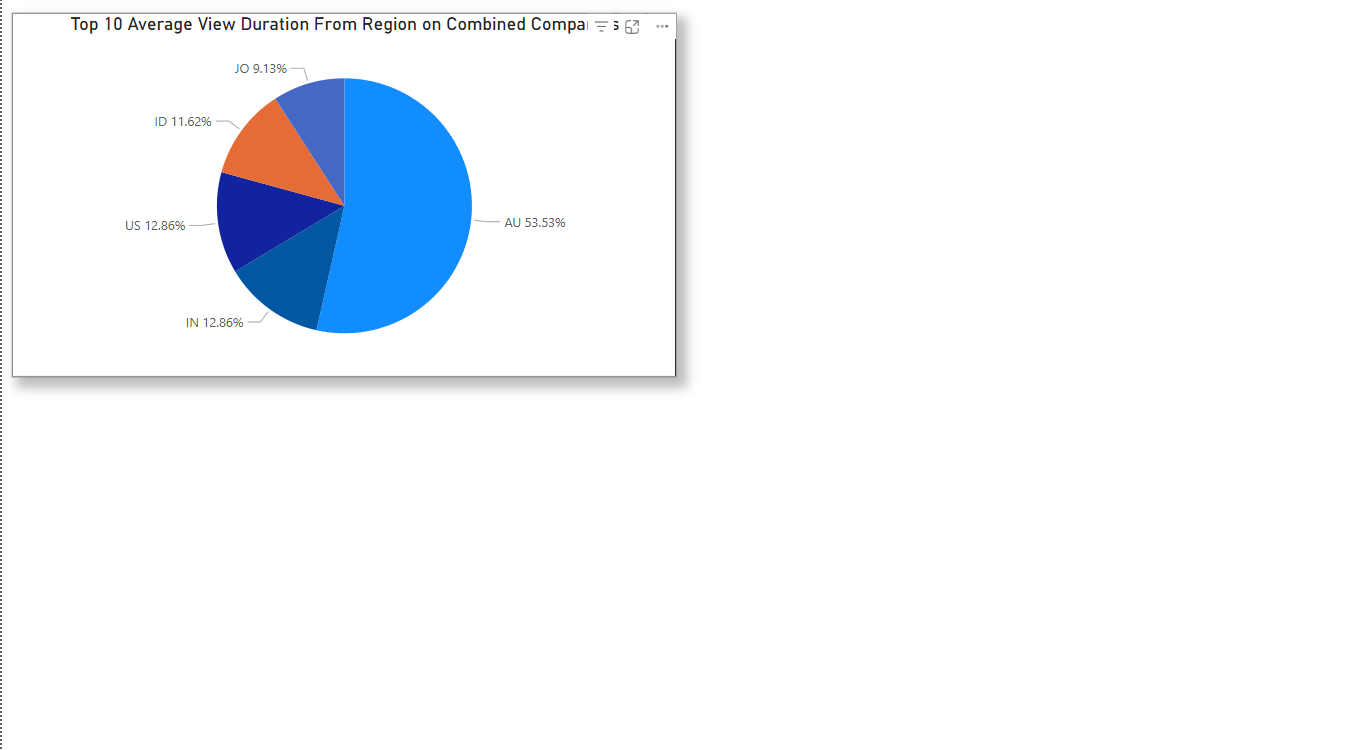 Top 10 Average View Duration From Region on Combined
JO 9.13%
ID 11.62%
US 12.86%
AU 53.53%
IN 12.86%